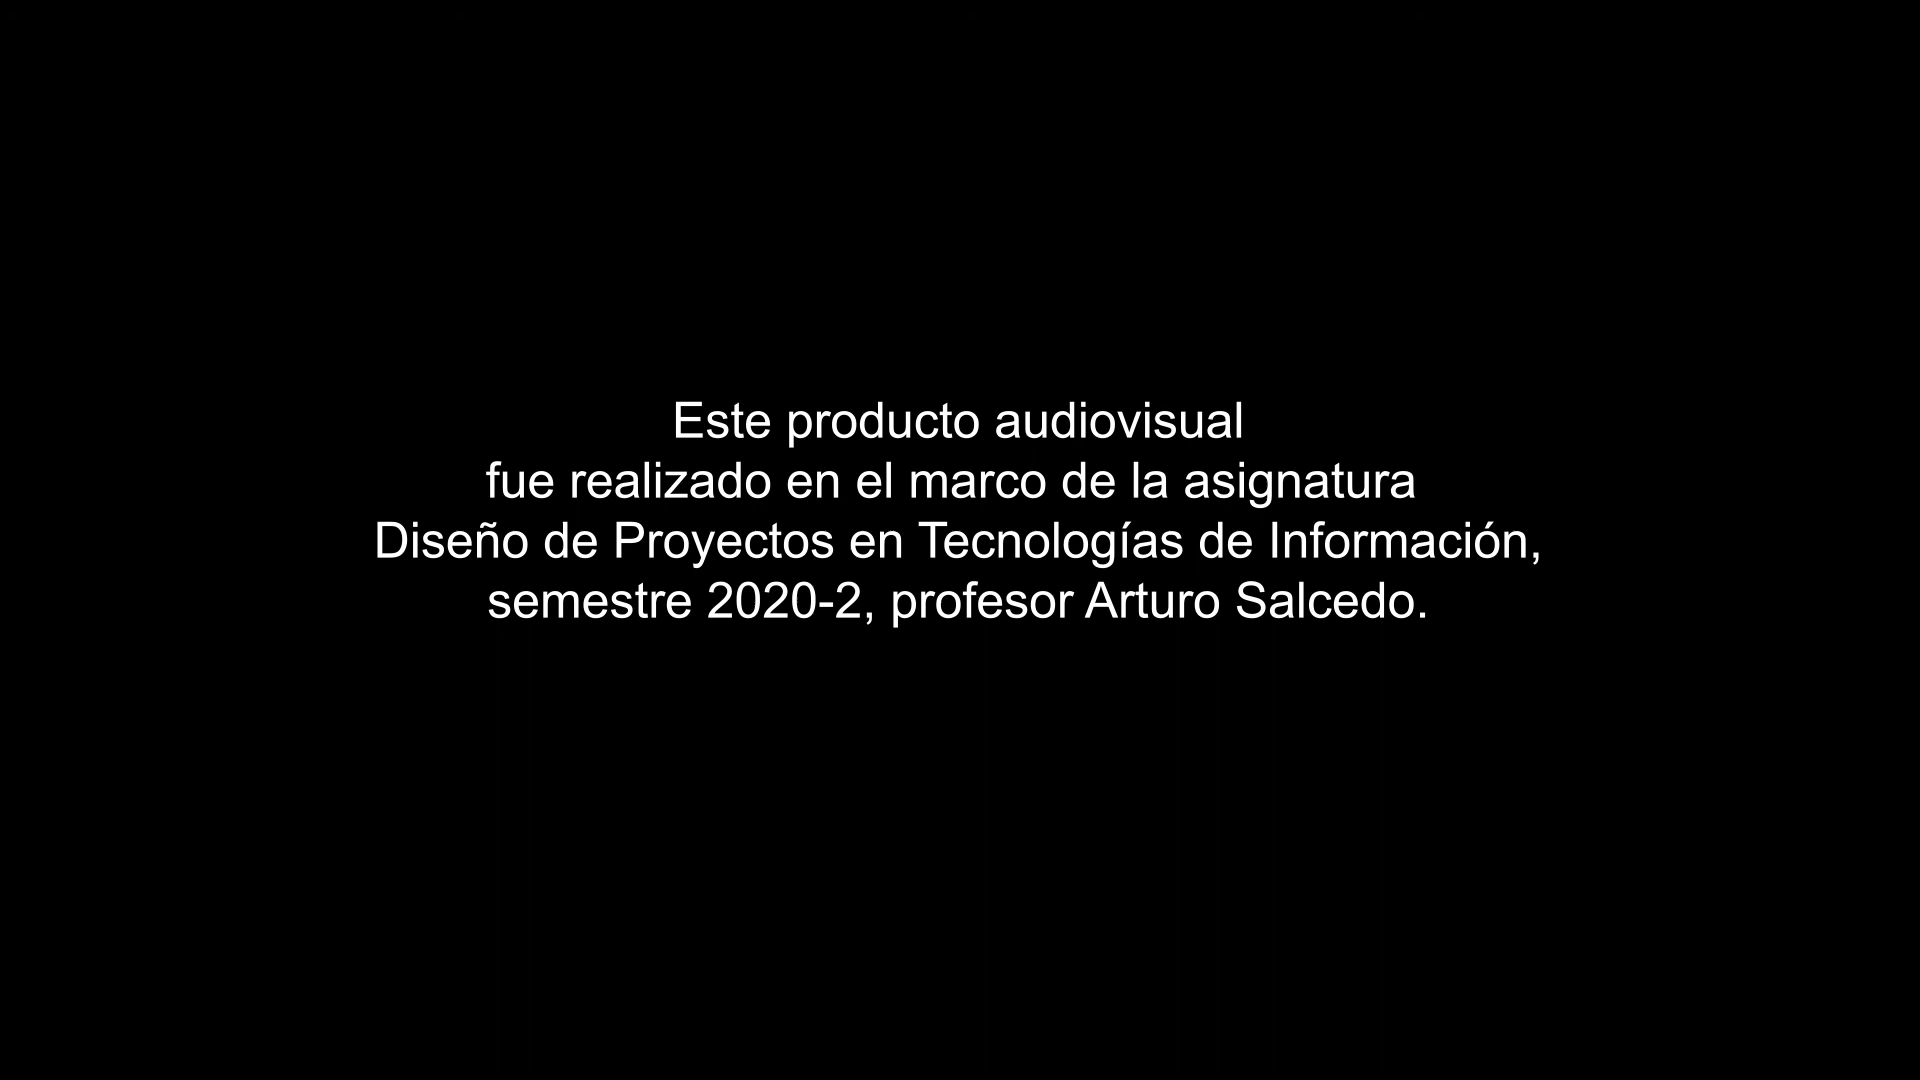 Este producto audiovisual
fue realizado en el marco de la asignatura
Diseño de Proyectos en Tecnologías de Información,
semestre 2020-2, profesor Arturo Salcedo.